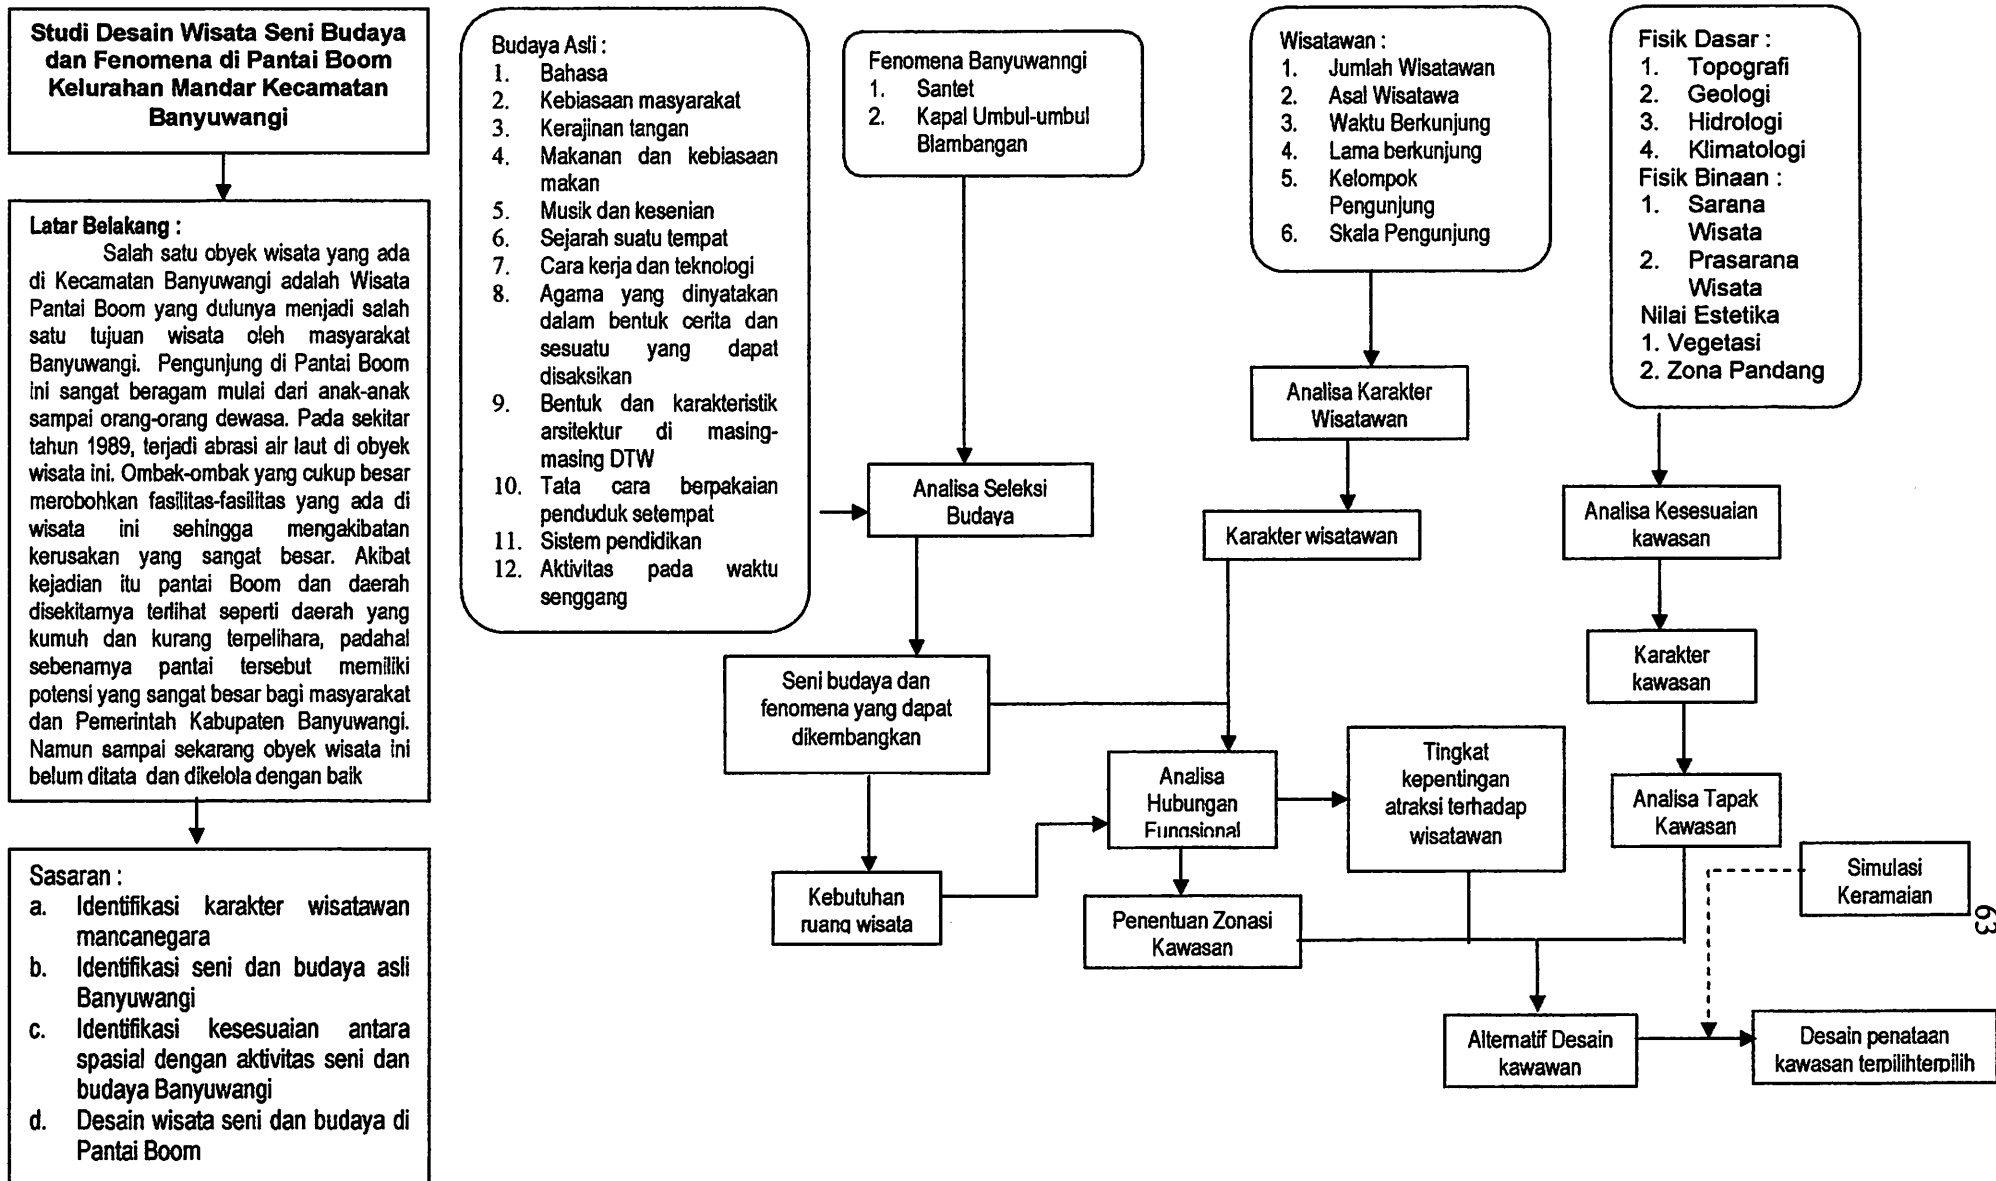 Studi Desain Wisata Seni Budaya
dan Fenomena di Pantai Boom
Kelurahan Mandar Kecamatan
Banyuwangi
Latar Belakang :
Salah satu obyek wisata yang ada
di Kecamatan Banyuwangi adalah Wisata
Pantai Boom yang dulunya menjadi salah
satu tujuan wisata oleh masyarakat
Banyuwangi. Pengunjung di Pantai Boom
ini sangat beragam mulai dari anak-anak
sampai orang-orang dewasa. Pada sekitar
tahun 1989, terjadi abrasi air laut di obyek
wisata ini. Ombak-ombak yang cukup besar
merobohkan fasilitas-fasilitas yang ada di
wisata ini sehingga mengakibatan
kerusakan yang sangat besar. Akibat
kejadian itu pantai Boom dan daerah
disekitarnya terlihat seperti daerah yang
kumuh dan kurang terpelihara, padahal
sebenarnya pantai tersebut memiliki
potensi yang sangat besar bagi masyarakat
dan Pemerintah Kabupaten Banyuwangi.
Namun sampai sekarang obyek wisata ini
belum ditata dan dikelola dengan baik
Sasaran :
a. Identifikasi karakter wisatawan
mancanegara
b. Identifikasi seni dan budaya asli
Banyuwangi
c. Identifikasi kesesuaian antara
spasial dengan aktivitas seni dan
budaya Banyuwangi
d. Desain wisata seni dan budaya di
Pantai Boom
Budaya Asli :
1. Bahasa
2. Kebiasaan masyarakat
3. Kerajinan tangan
4. Makanan dan kebiasaan
makan
5. Musik dan kesenian
6. Sejarah suatu tempat
7. Cara kerja dan teknologi
8. Agama yang dinyatakan
dalam bentuk cerita dan
sesuatu yang dapat
disaksikan
9. Bentuk dan karakteristik
arsitektur di masing-
masing DTW
10. Tata cara berpakaian
penduduk setempat
11. Sistem pendidikan
12. Aktivitas pada waktu
senggang
Fenomena Banyuwanngi
1. Santet
2. Kapal Umbul-umbul
Blambangan
Analisa Seleksi
Budaya
Seni budaya dan
fenomena yang dapat
dikembangkan
Kebutuhan
ruang wisata
Wisatawan :
1. Jumlah Wisatawan
2. Asal Wisatawa
3. Waktu Berkunjung
4. Lama berkunjung
5. Kelompok
Pengunjung
6. Skala Pengunjung
Analisa Karakter
Wisatawan
Karakter wisatawan
Analisa
Hubungan
Fungsional
Tingkat
kepentingan
atraksi terhadap
wisatawan
Penentuan Zonasi
Kawasan
Fisik Dasar :
1. Topografi
2. Geologi
3. Hidrologi
4. Klimatologi
Fisik Binaan :
1. Sarana
Wisata
2. Prasarana
Wisata
Nilai Estetika
1. Vegetasi
2. Zona Pandang
Analisa Kesesuaian
kawasan
Karakter
kawasan
Analisa Tapak
Kawasan
Simulasi
Keramaian
Alternatif Desain
kawawan
Desain penataan
kawasan terpilihterpilih
63